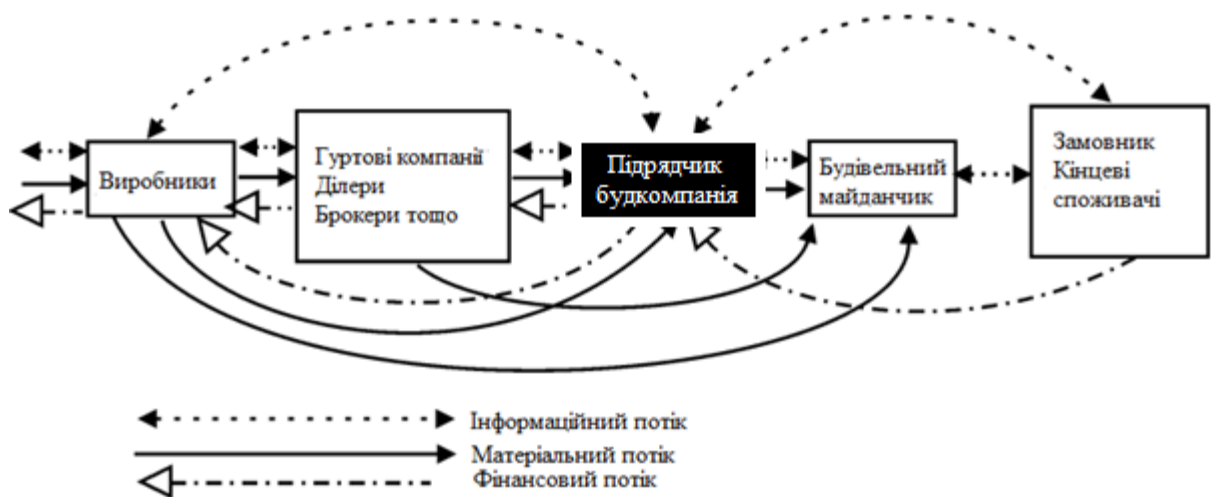 Виробники
Гуртові компанії
Ділери
Брокери тощо
Підрядчик
будкомпанія
Будівельний
майданчик
Замовник
Кінцеві
споживачі
Інформаційний потік
Матеріальний потік
Фінансовий потік